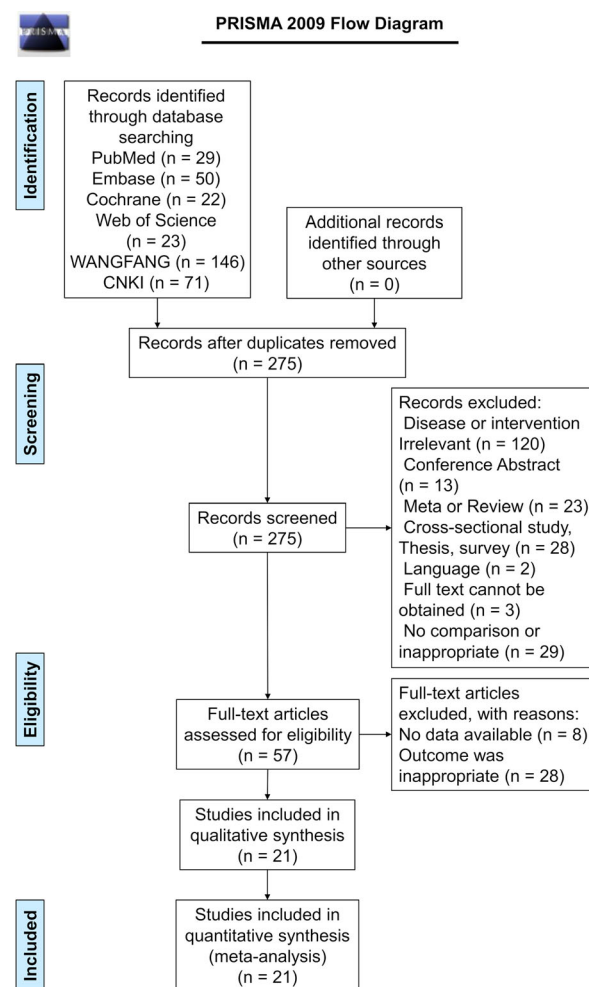 PRISMA
PRISMA 2009 Flow Diagram
Identification
Records identified
through database
searching
PubMed (n = 29)
Embase (n = 50)
Cochrane (n = 22)
Web of Science
(n = 23)
WANGFANG (n = 146)
CNKI (n = 71)
Additional records
identified through
other sources
(n = 0)
Records after duplicates removed
(n = 275)
Screening
Records screened
(n = 275)
Records excluded:
Disease or intervention
Irrelevant (n = 120)
Conference Abstract
(n = 13)
Meta or Review (n = 23)
Cross-sectional study,
Thesis, survey (n = 28)
Language (n = 2)
Full text cannot be
obtained (n = 3)
No comparison or
inappropriate (n = 29)
Eligibility
Full-text articles
assessed for eligibility
(n = 57)
Full-text articles
excluded, with reasons:
No data available (n = 8)
Outcome was
inappropriate (n = 28)
Studies included in
qualitative synthesis
(n = 21)
Included
Studies included in
quantitative synthesis
(meta-analysis)
(n = 21)